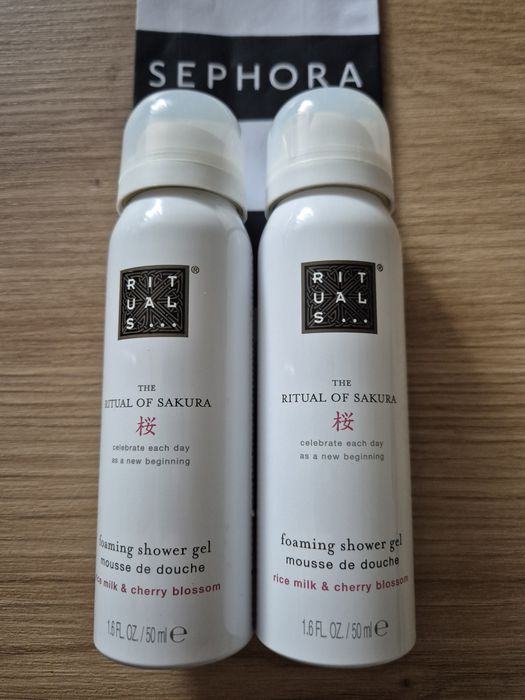 SEPHORA
RIT
UAL
S...
®
THE
RITUAL OF SAKURA
桜
celebrate each day
as a new beginning
foaming shower gel
mousse de douche
rice milk & cherry blossom
1.6 FL. OZ. / 50 ml ℮
RIT
UAL
S...
®
THE
RITUAL OF SAKURA
桜
celebrate each day
as a new beginning
foaming shower gel
mousse de douche
rice milk & cherry blossom
1.6 FL. OZ. / 50 ml ℮